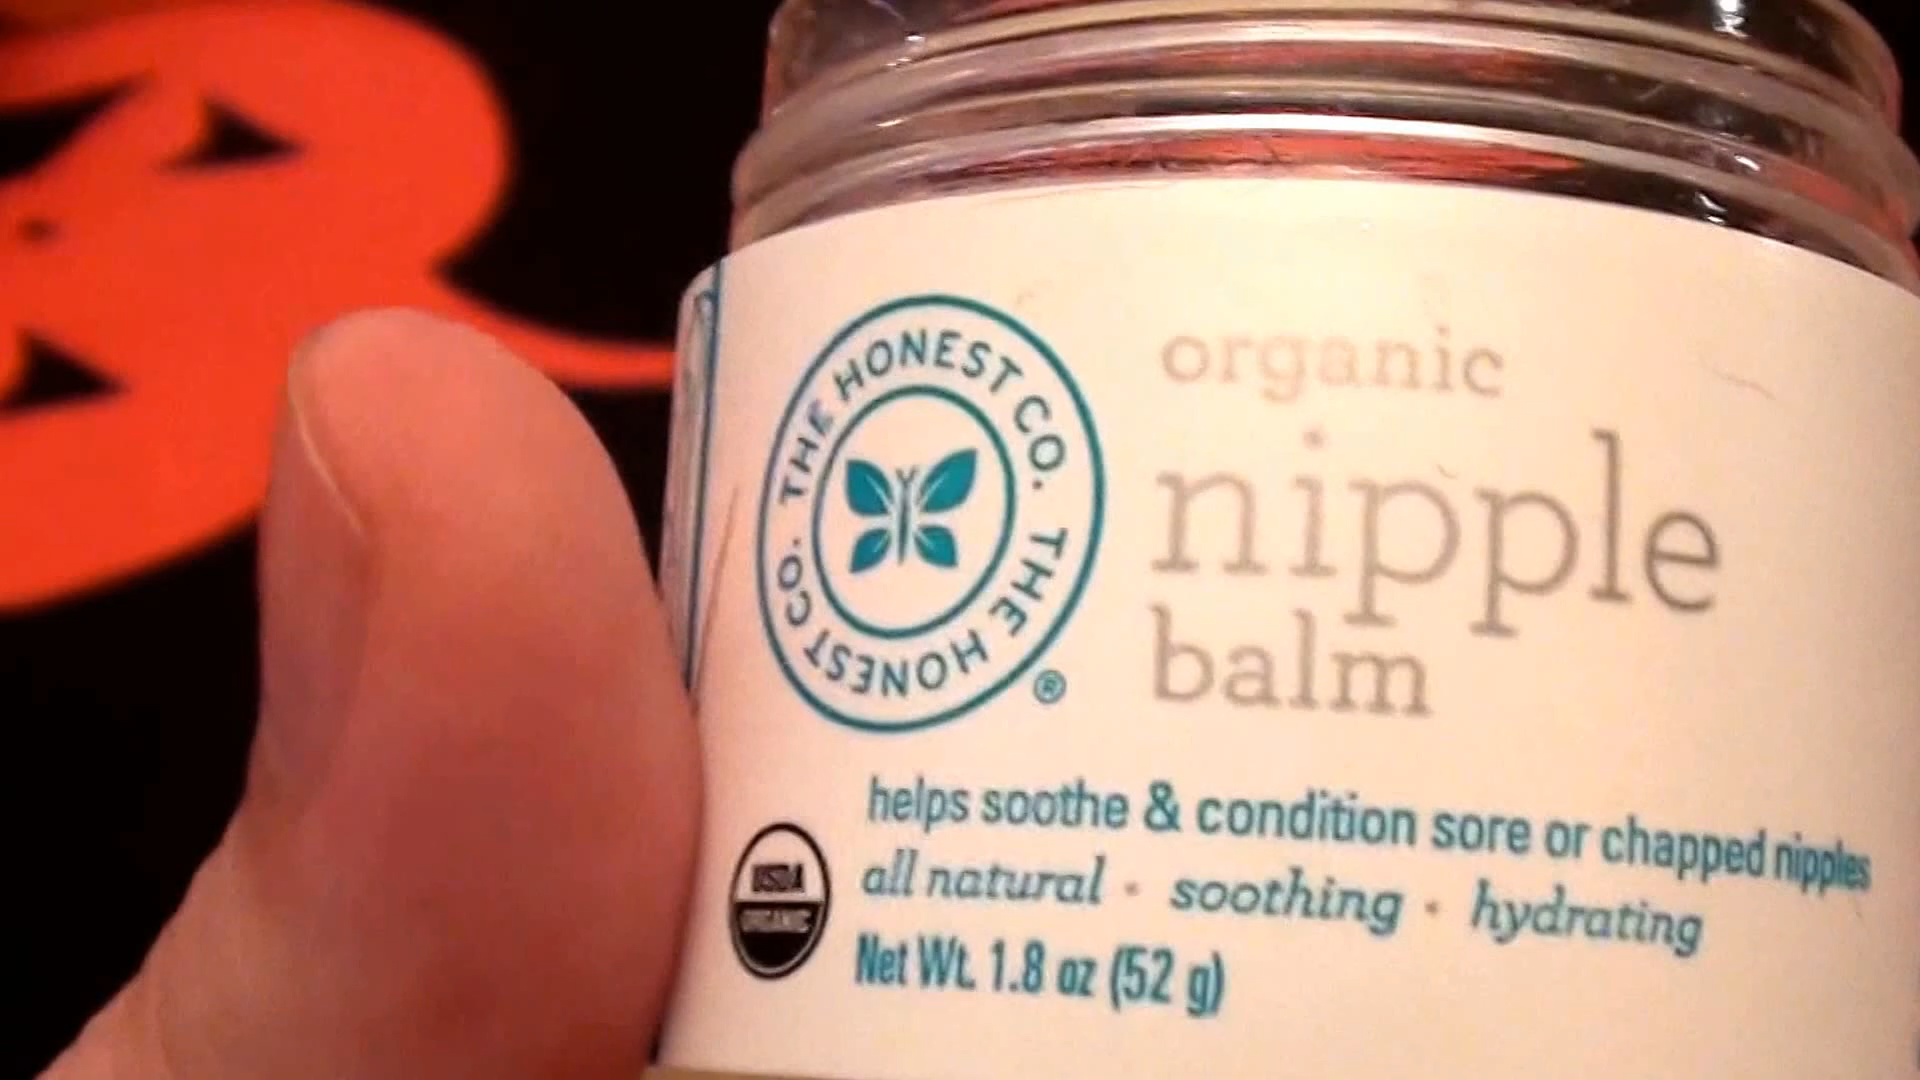 THE HONEST CO. THE HONEST CO.
®
organic
nipple
balm
helps soothe & condition sore or chapped nipples
all natural • soothing • hydrating
USDA
ORGANIC
Net Wt. 1.8 oz (52 g)